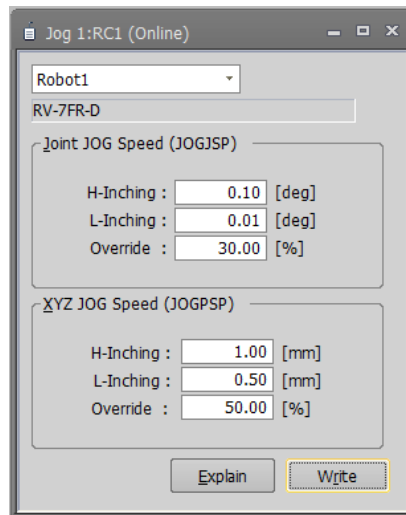 Jog 1:RC1 (Online)
Robot1
RV-7FR-D
Joint JOG Speed (JOGJSP)
H-Inching : 0.10 [deg]
L-Inching : 0.01 [deg]
Override : 30.00 [%]
XYZ JOG Speed (JOGPSP)
H-Inching : 1.00 [mm]
L-Inching : 0.50 [mm]
Override : 50.00 [%]
Explain Write